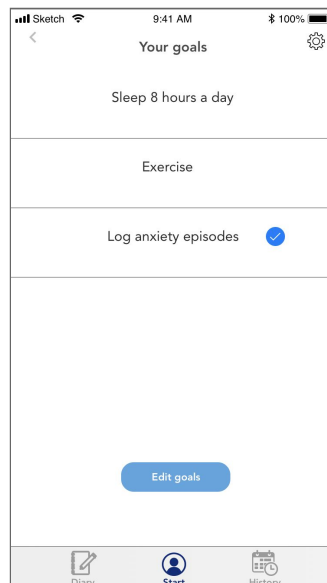 Sketch 9:41 AM 100%
Your goals
Sleep 8 hours a day
Exercise
Log anxiety episodes
Edit goals
Diary Start History